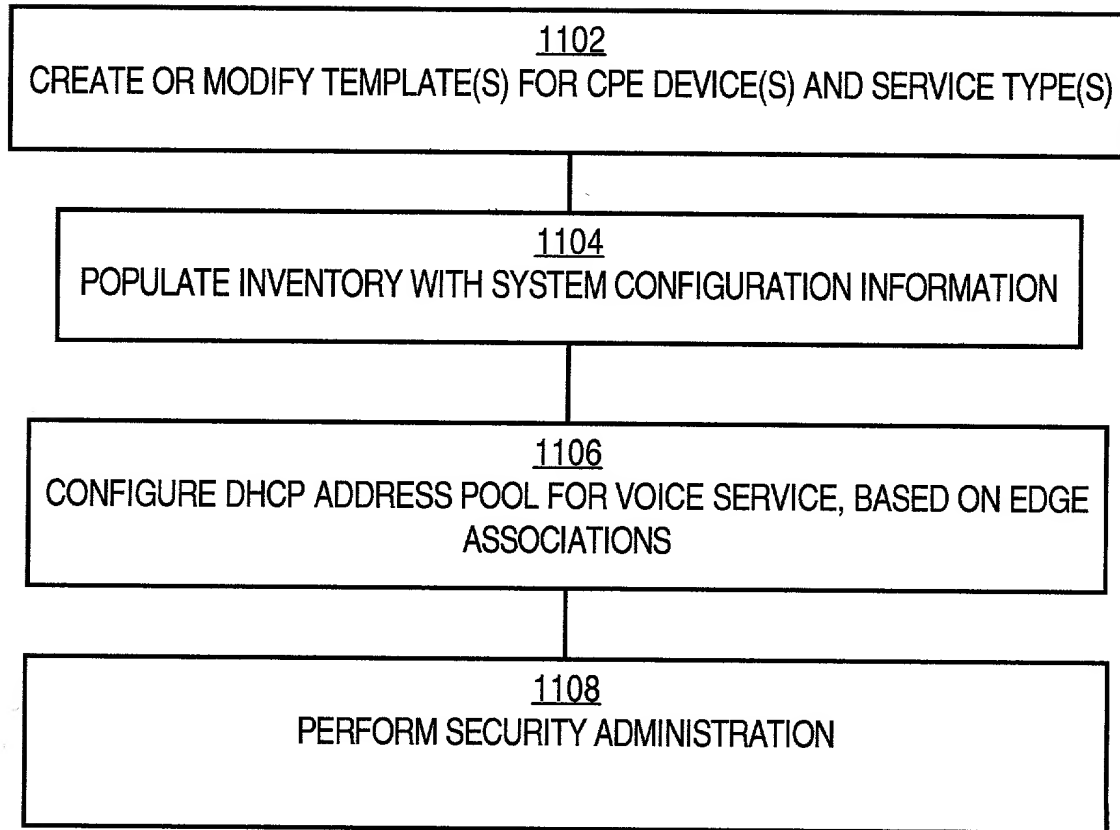 1102
CREATE OR MODIFY TEMPLATE(S) FOR CPE DEVICE(S) AND SERVICE TYPE(S)
1104
POPULATE INVENTORY WITH SYSTEM CONFIGURATION INFORMATION
1106
CONFIGURE DHCP ADDRESS POOL FOR VOICE SERVICE, BASED ON EDGE
ASSOCIATIONS
1108
PERFORM SECURITY ADMINISTRATION